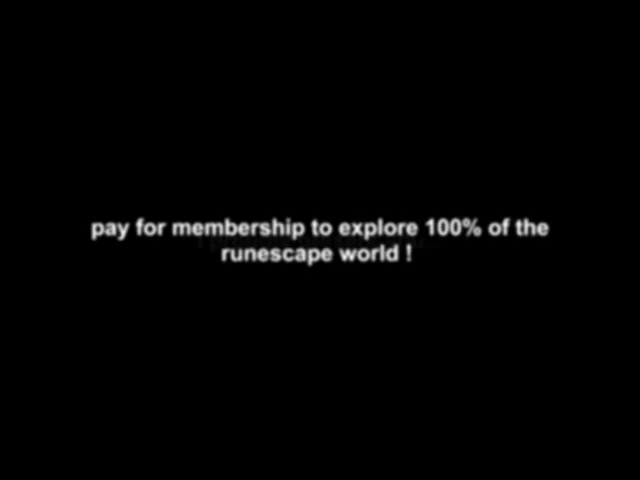 pay for membership to explore 100% of the
runescape world !